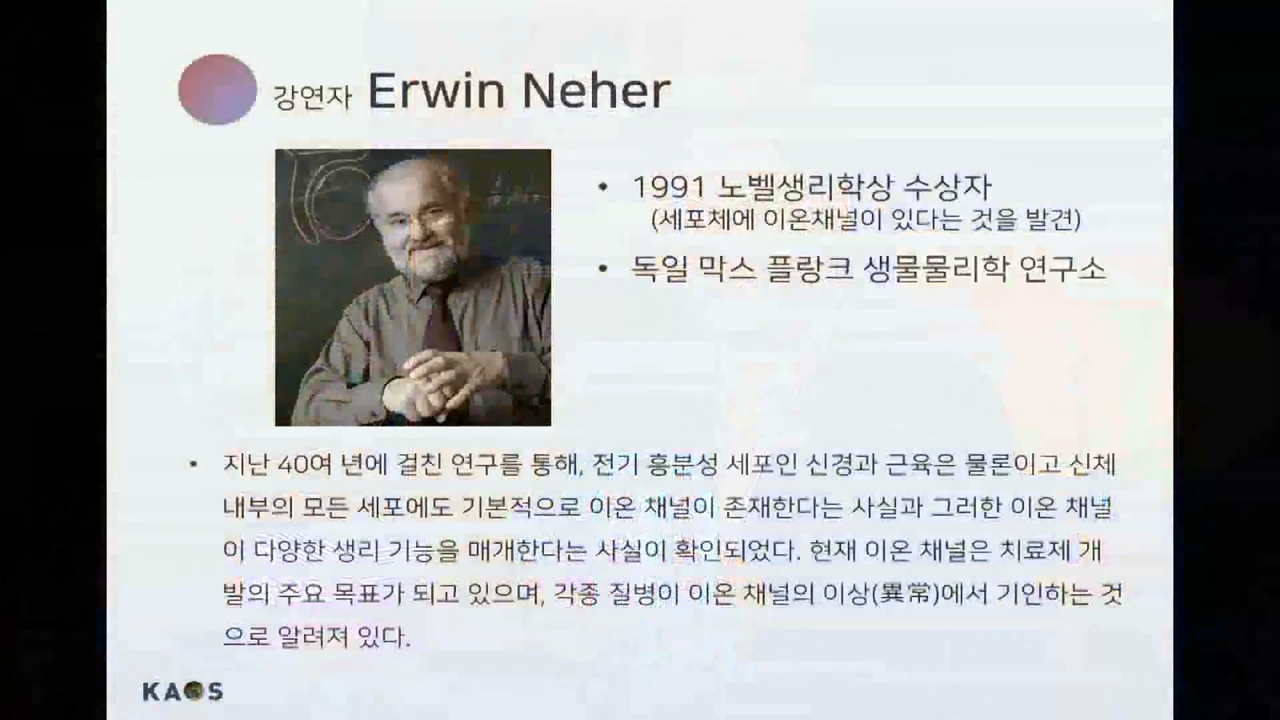 강연자 Erwin Neher
• 1991 노벨생리학상 수상자
(세포체에 이온채널이 있다는 것을 발견)
• 독일 막스 플랑크 생물물리학 연구소
• 지난 40여 년에 걸친 연구를 통해, 전기 흥분성 세포인 신경과 근육은 물론이고 신체
내부의 모든 세포에도 기본적으로 이온 채널이 존재한다는 사실과 그러한 이온 채널
이 다양한 생리 기능을 매개한다는 사실이 확인되었다. 현재 이온 채널은 치료제 개
발의 주요 목표가 되고 있으며, 각종 질병이 이온 채널의 이상(異常)에서 기인하는 것
으로 알려져 있다.
KAOS